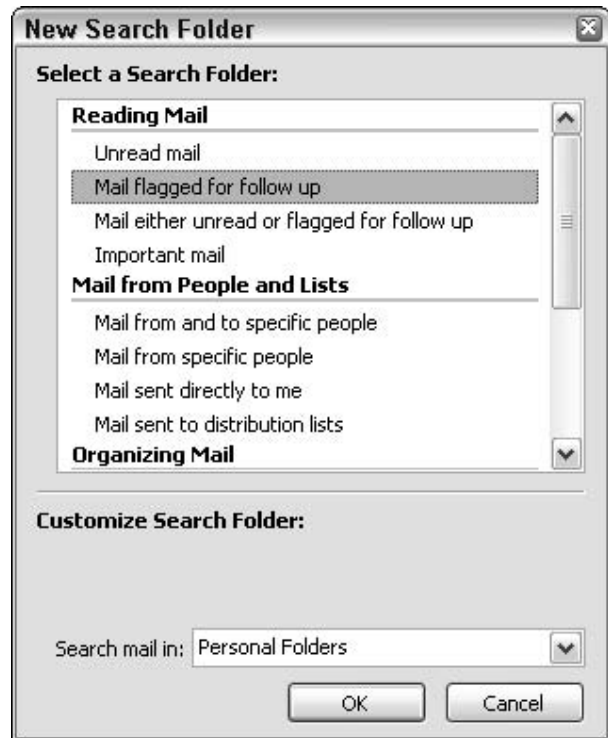 New Search Folder
Select a Search Folder:
Reading Mail
Unread mail
Mail flagged for follow up
Mail either unread or flagged for follow up
Important mail
Mail from People and Lists
Mail from and to specific people
Mail from specific people
Mail sent directly to me
Mail sent to distribution lists
Organizing Mail
Customize Search Folder:
Search mail in: Personal Folders
OK Cancel